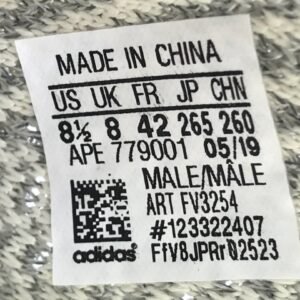 MADE IN CHINA
US UK FR JP CHN
8½ 8 42 265 260
APE 779001 05/19
MALE/MÂLE
ART FV3254
#123322407
adidas FfV8JPRr02523